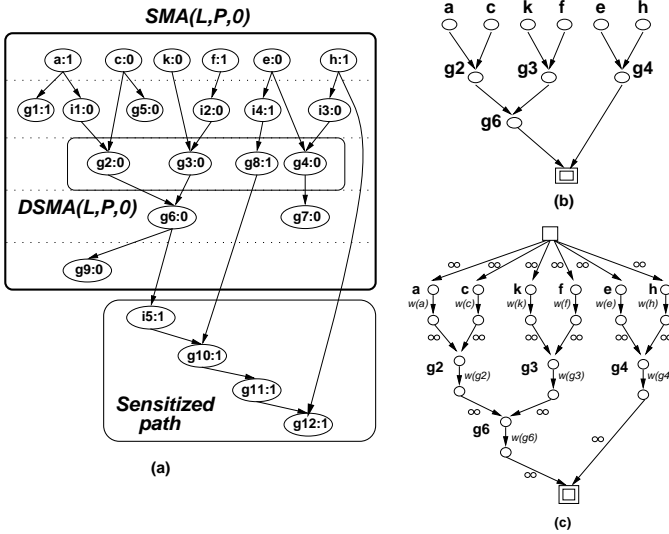 SMA(L,P,0)
a:1 c:0 k:0 f:1 e:0 h:1
g1:1 i1:0 g5:0 i2:0 i4:1 i3:0
g2:0 g3:0 g8:1 g4:0
DSMA(L,P,0)
g6:0 g7:0
g9:0
i5:1
g10:1
g11:1
g12:1
Sensitized
path
(a)
a c k f e h
g2 g3 g4
g6
(b)
∞ ∞ ∞ ∞ ∞ ∞
a c k f e h
w(a) w(c) w(k) w(f) w(e) w(h)
∞ ∞ ∞ ∞ ∞ ∞
g2 g3 g4
w(g2) w(g3) w(g4
∞ ∞
g6
w(g6) ∞
∞
(c)